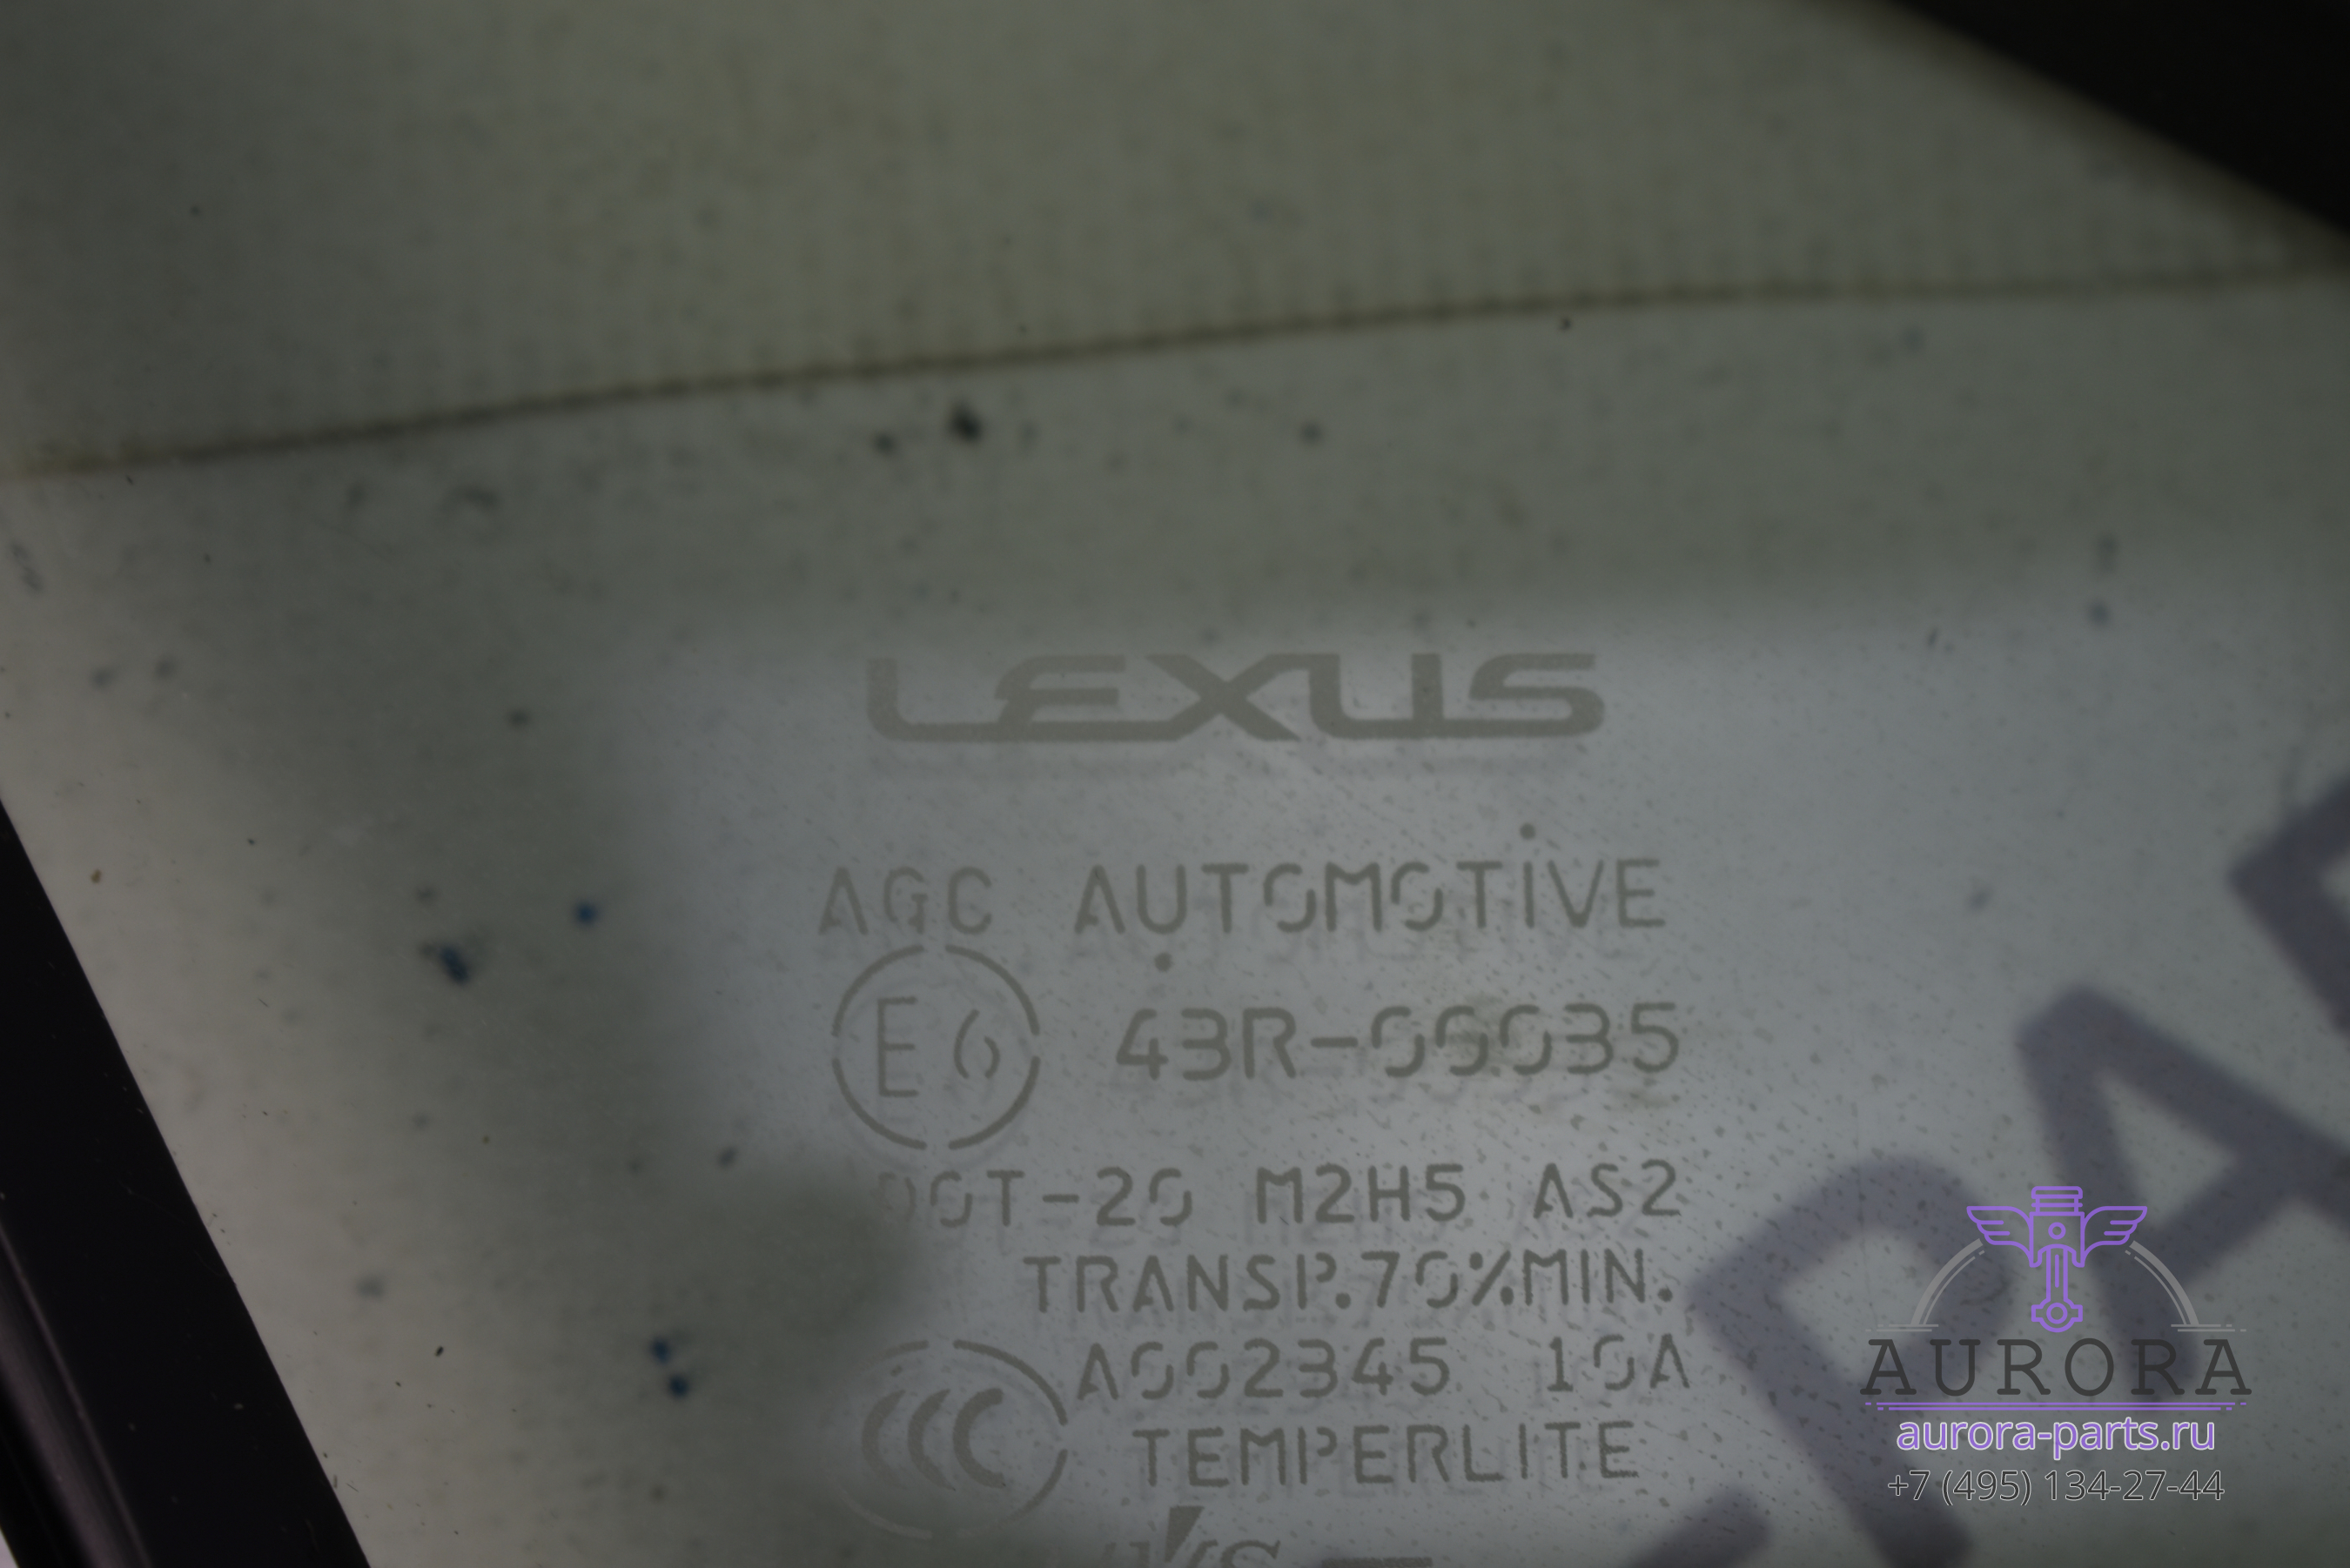 LEXUS
AGC AUTOMOTIVE
E6 43R-00035
DOT-20 M2H5 AS2
TRANSP.70%MIN.
A002345 10A
CCC
TEMPERLITE
AURORA
aurora-parts.ru
+7 (495) 134-27-44